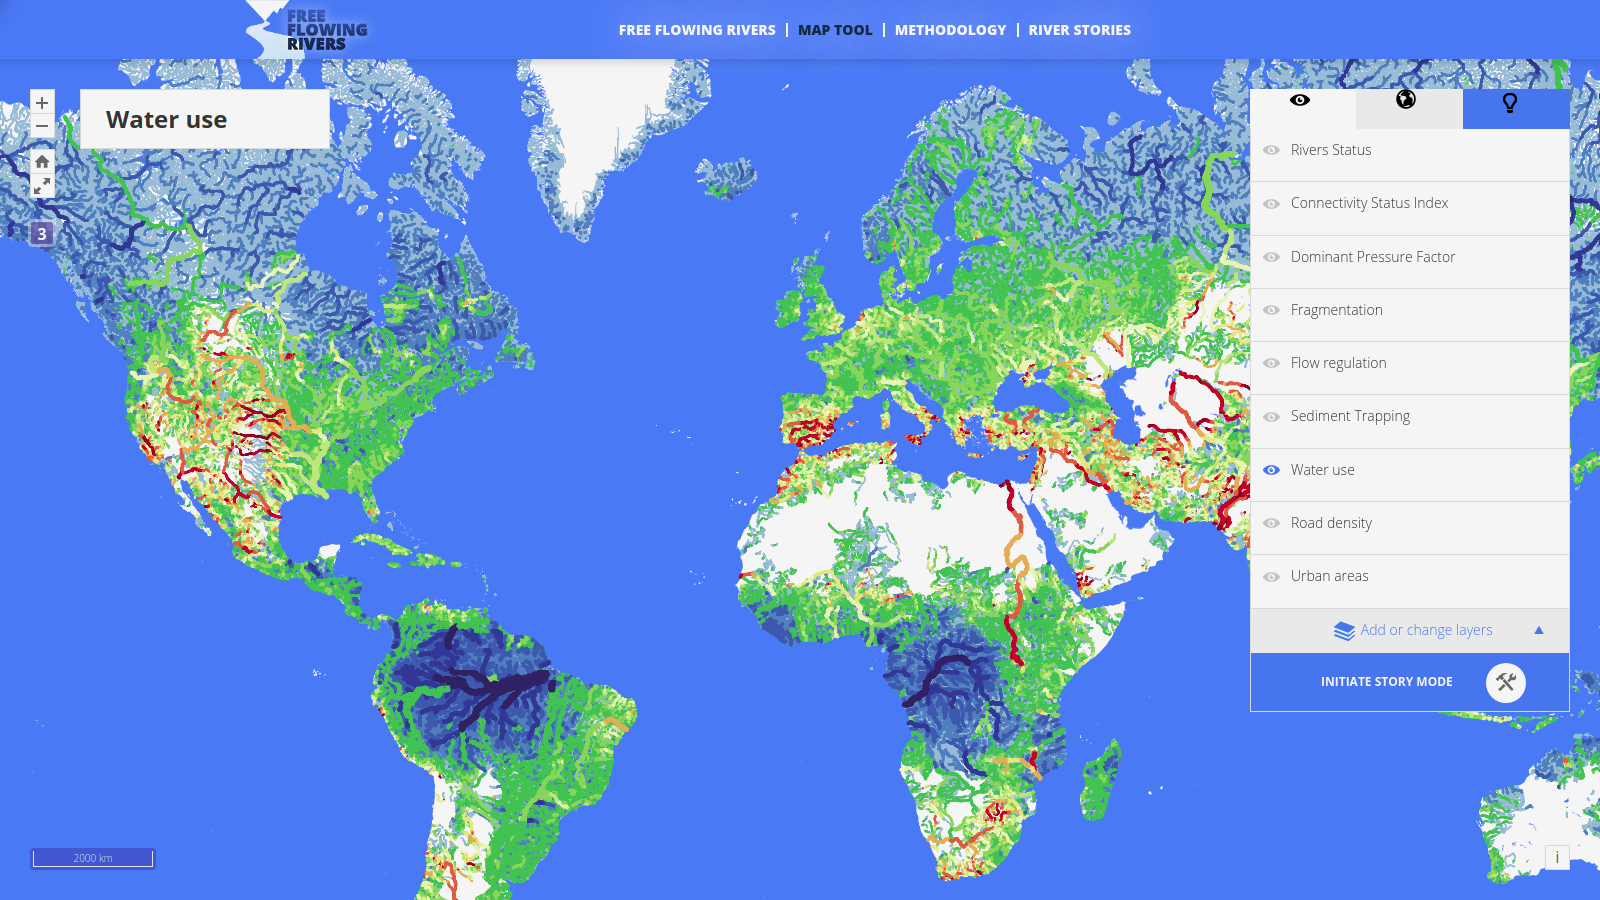 FREE
FLOWING
RIVERS
FREE FLOWING RIVERS
MAP TOOL
METHODOLOGY
RIVER STORIES
+
−
Water use
3
Rivers Status
Connectivity Status Index
Dominant Pressure Factor
Fragmentation
Flow regulation
Sediment Trapping
Water use
Road density
Urban areas
Add or change layers
INITIATE STORY MODE
2000 km
i